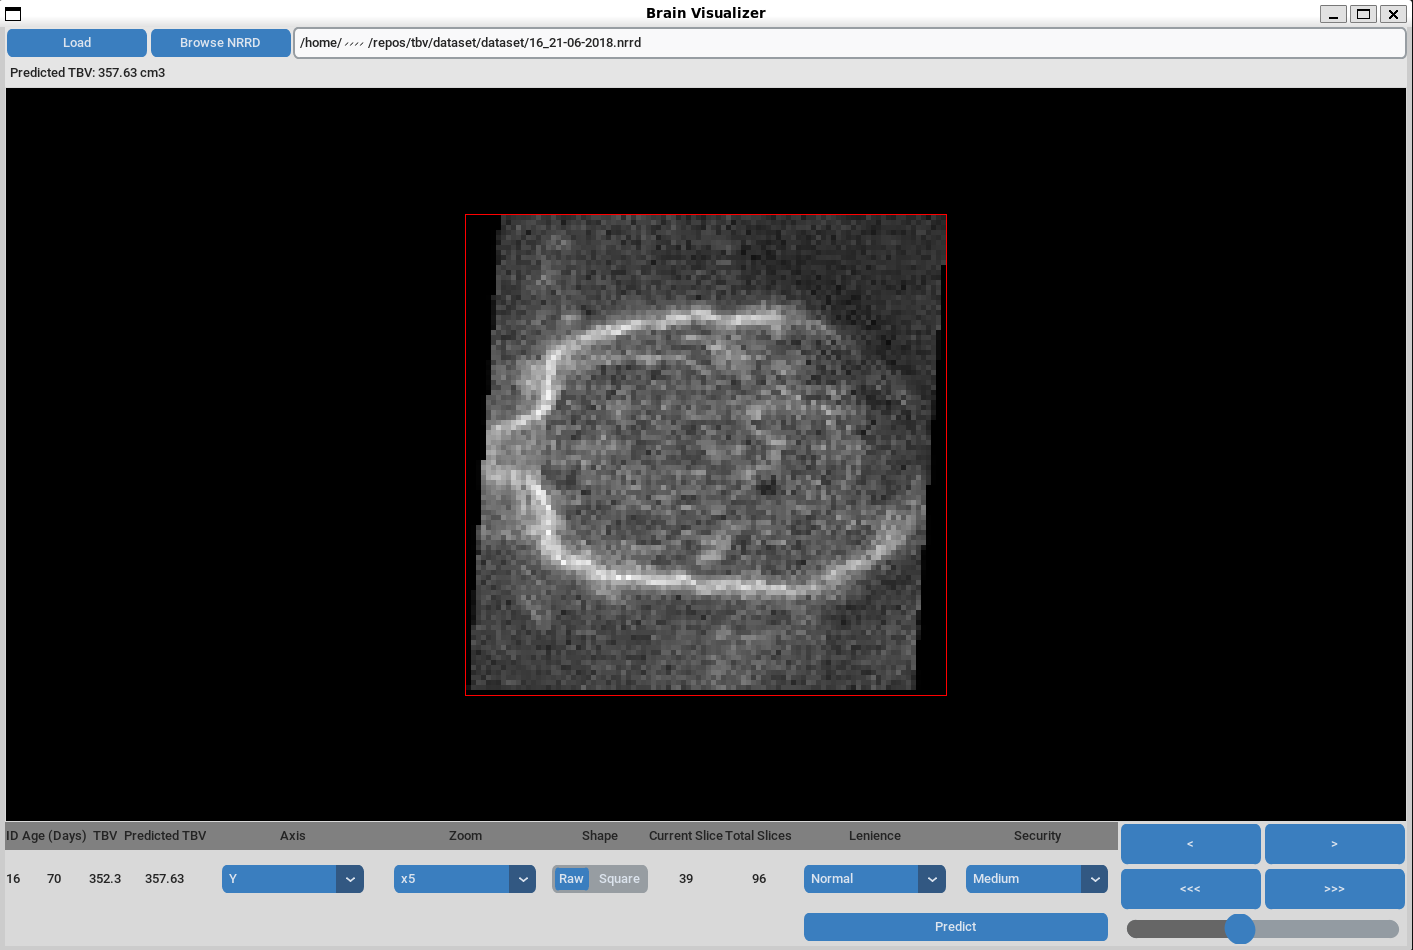 Brain Visualizer
Load Browse NRRD /home/ /repos/tbv/dataset/dataset/16_21-06-2018.nrrd
Predicted TBV: 357.63 cm3
ID Age (Days) TBV Predicted TBV Axis Zoom Shape Current Slice Total Slices Lenience Security < >
16 70 352.3 357.63 Y x5 Raw Square 39 96 Normal Medium <<< >>>
Predict